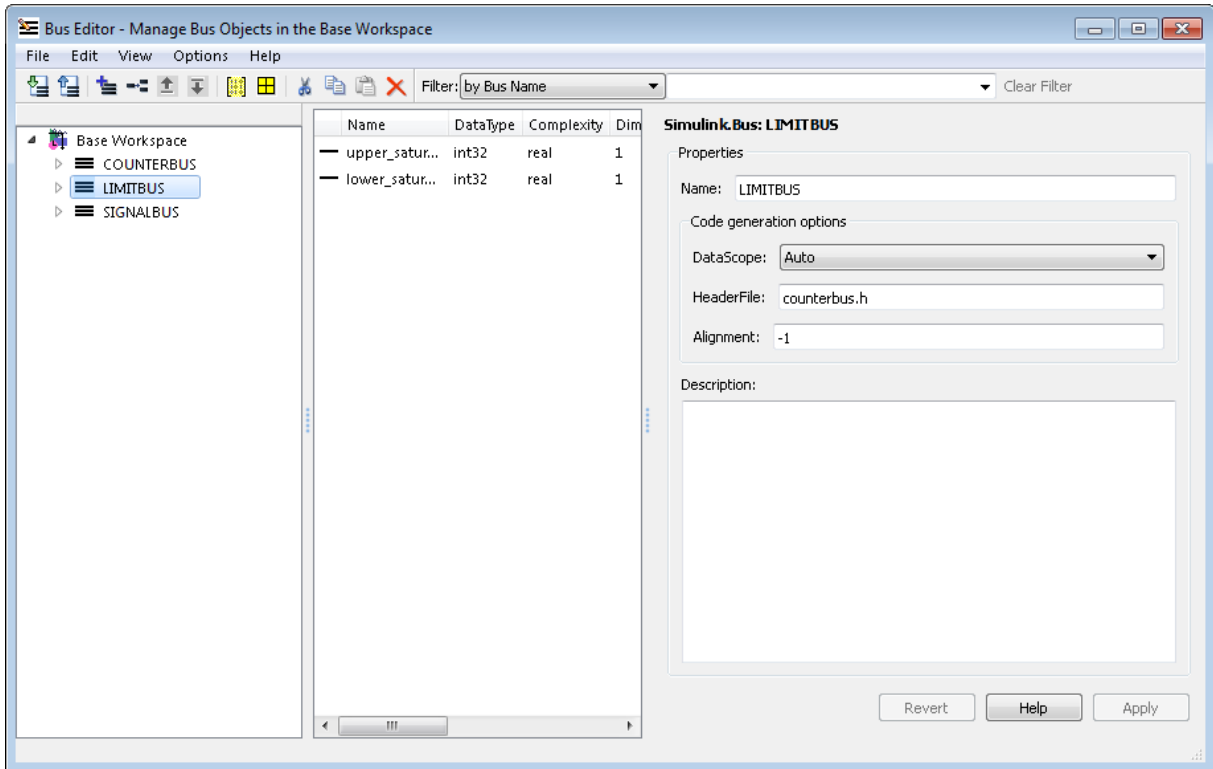 Bus Editor - Manage Bus Objects in the Base Workspace
File Edit View Options Help
Filter: by Bus Name Clear Filter
Base Workspace
COUNTERBUS
LIMITBUS
SIGNALBUS
Name DataType Complexity Dim
upper_satur... int32 real 1
lower_satur... int32 real 1
Simulink.Bus: LIMITBUS
Properties
Name: LIMITBUS
Code generation options
DataScope: Auto
HeaderFile: counterbus.h
Alignment: -1
Description:
Revert Help Apply